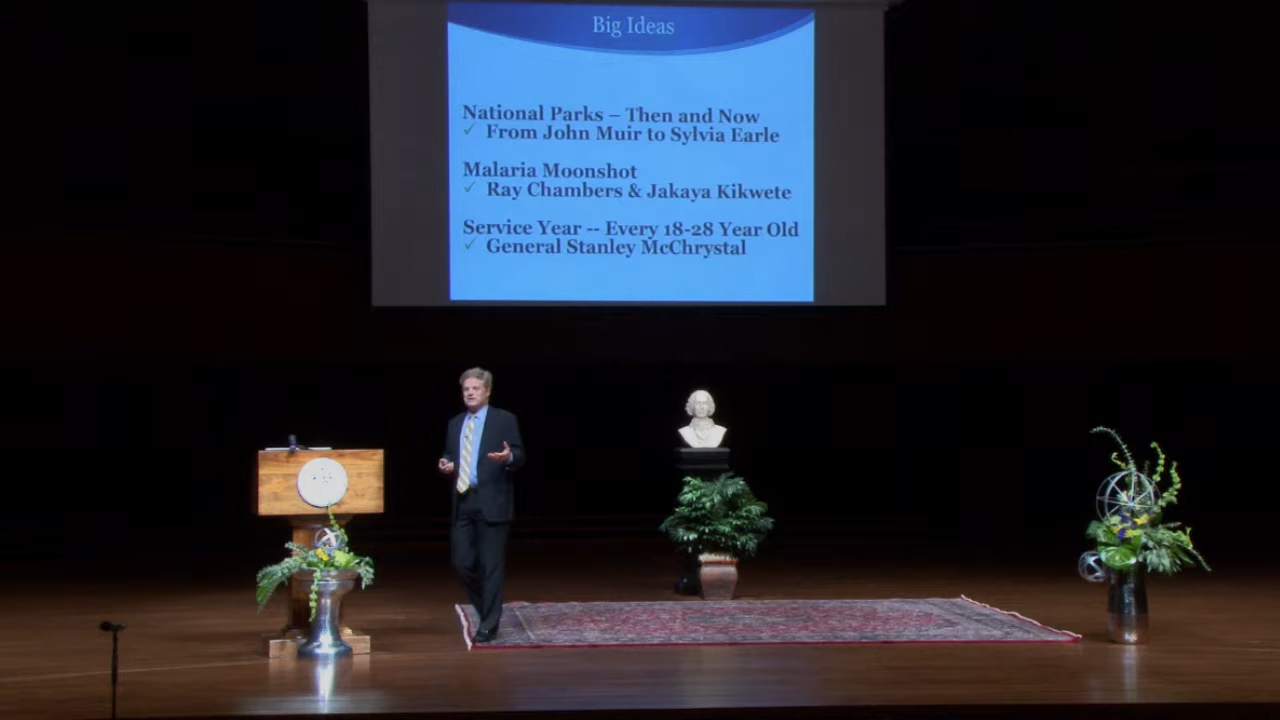 Big Ideas
National Parks – Then and Now
✓ From John Muir to Sylvia Earle
Malaria Moonshot
✓ Ray Chambers & Jakaya Kikwete
Service Year -- Every 18-28 Year Old
✓ General Stanley McChrystal